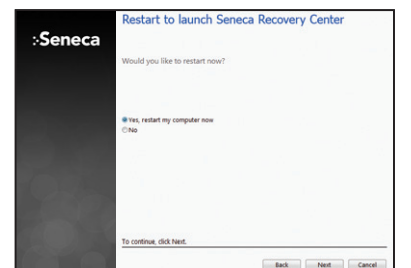 Restart to launch Seneca Recovery Center
:Seneca
Would you like to restart now?
Yes, restart my computer now
No
To continue, click Next.
Back Next Cancel